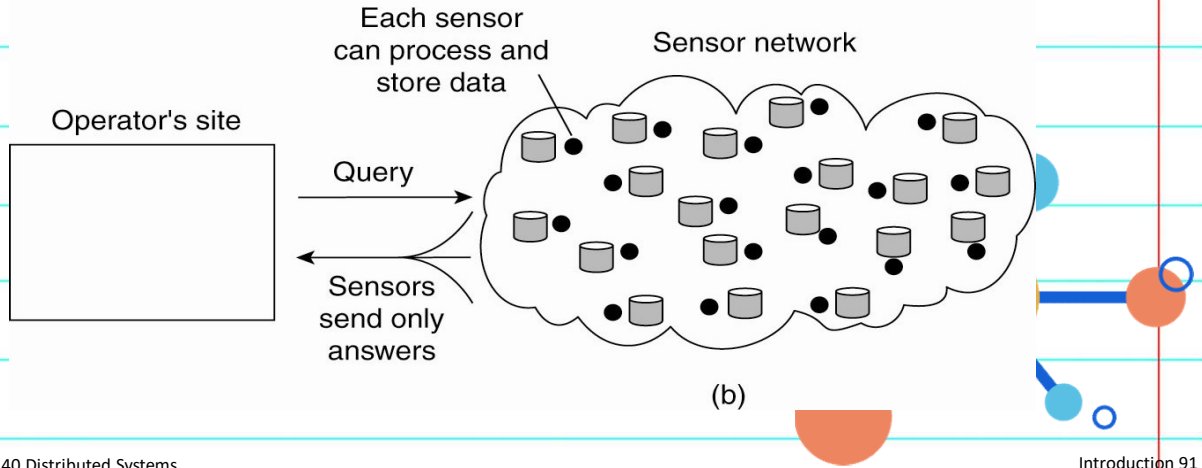 Each sensor
can process and
store data
Sensor network
Operator's site
Query
Sensors
send only
answers
(b)
40 Distributed Systems
Introduction 91